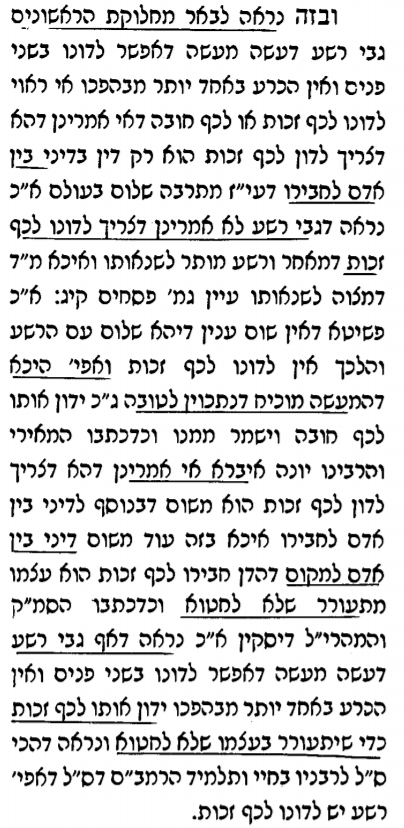 ובזה נראה לבאר מחלוקת הראשונים
גבי רשע דעשה מעשה דאפשר לדונו בשני
פנים ואין הכרע באחד יותר מבהפכו אי ראוי
לדונו לכף זכות או לכף חובה דאי אמרינן דהא
דצריך לדון לכף זכות הוא רק דין בדיני בין
אדם לחבירו דעי"ז מתרבה שלום בעולם א"כ
נראה דגבי רשע לא אמרינן דצריך לדונו לכף
זכות דמאחר ורשע מותר לשנאותו ואיכא מ"ד
דמצוה לשנאותו עיין גמ' פסחים קיג: א"כ
פשיטא דאין שום ענין דיהא שלום עם הרשע
והלכך אין לדונו לכף זכות ואפי' היכא
דהמעשה מוכיח דנתכוין לטובה ג"כ ידון אותו
לכף חובה וישמר ממנו וכדכתבו המאירי
והרבינו יונה איברא אי אמרינן דהא דצריך
לדון לכף זכות הוא משום דבנוסף לדיני בין
אדם לחבירו איכא בזה עוד משום דיני בין
אדם למקום דהדן חבירו לכף זכות הוא עצמו
מתעורר שלא לחטוא וכדכתבו הסמ"ק
והמהרי"ל דיסקין א"כ נראה דאף גבי רשע
דעשה מעשה דאפשר לדונו בשני פנים ואין
הכרע באחד יותר מבהפכו ידון אותו לכף זכות
כדי שיתעורר בעצמו שלא לחטוא ונראה דהכי
ס"ל לרבניו בחיי ותלמיד הרמב"ם דס"ל דאפי'
רשע יש לדונו לכף זכות.